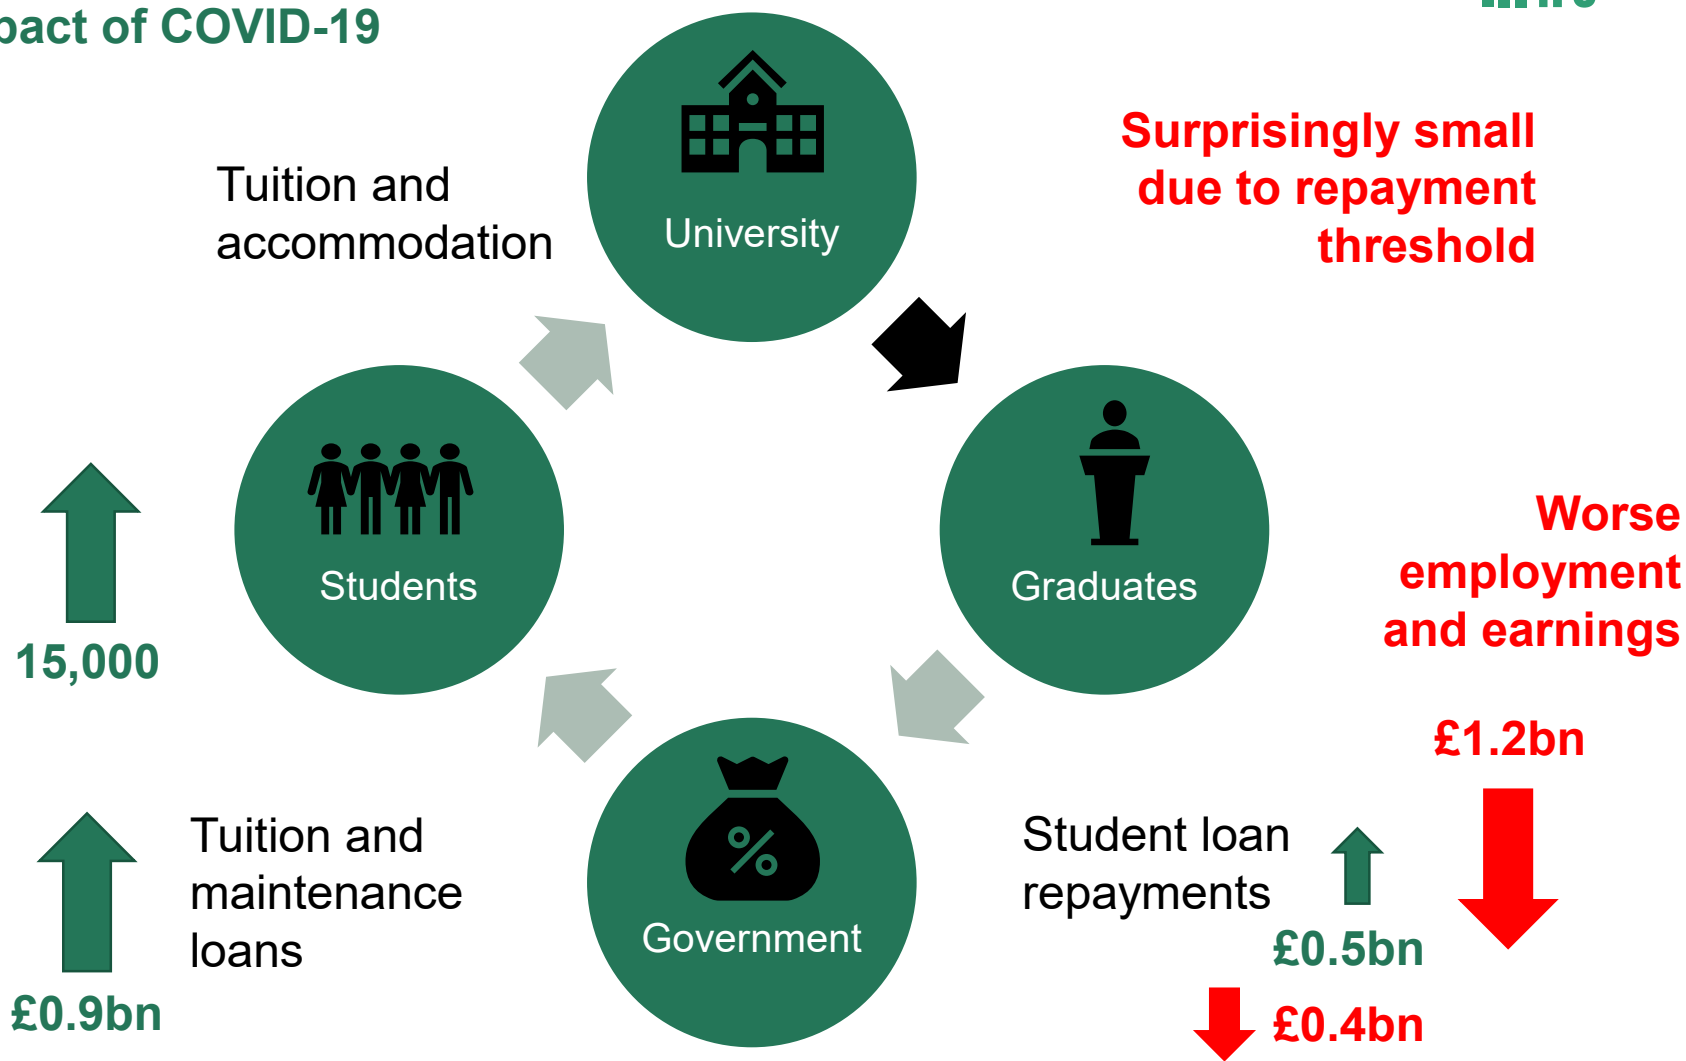 pact of COVID-19
University
Tuition and
accommodation
Surprisingly small
due to repayment
threshold
Students
15,000
Graduates
Worse
employment
and earnings
£1.2bn
Tuition and
maintenance
loans
£0.9bn
Government
Student loan
repayments
£0.5bn
£0.4bn